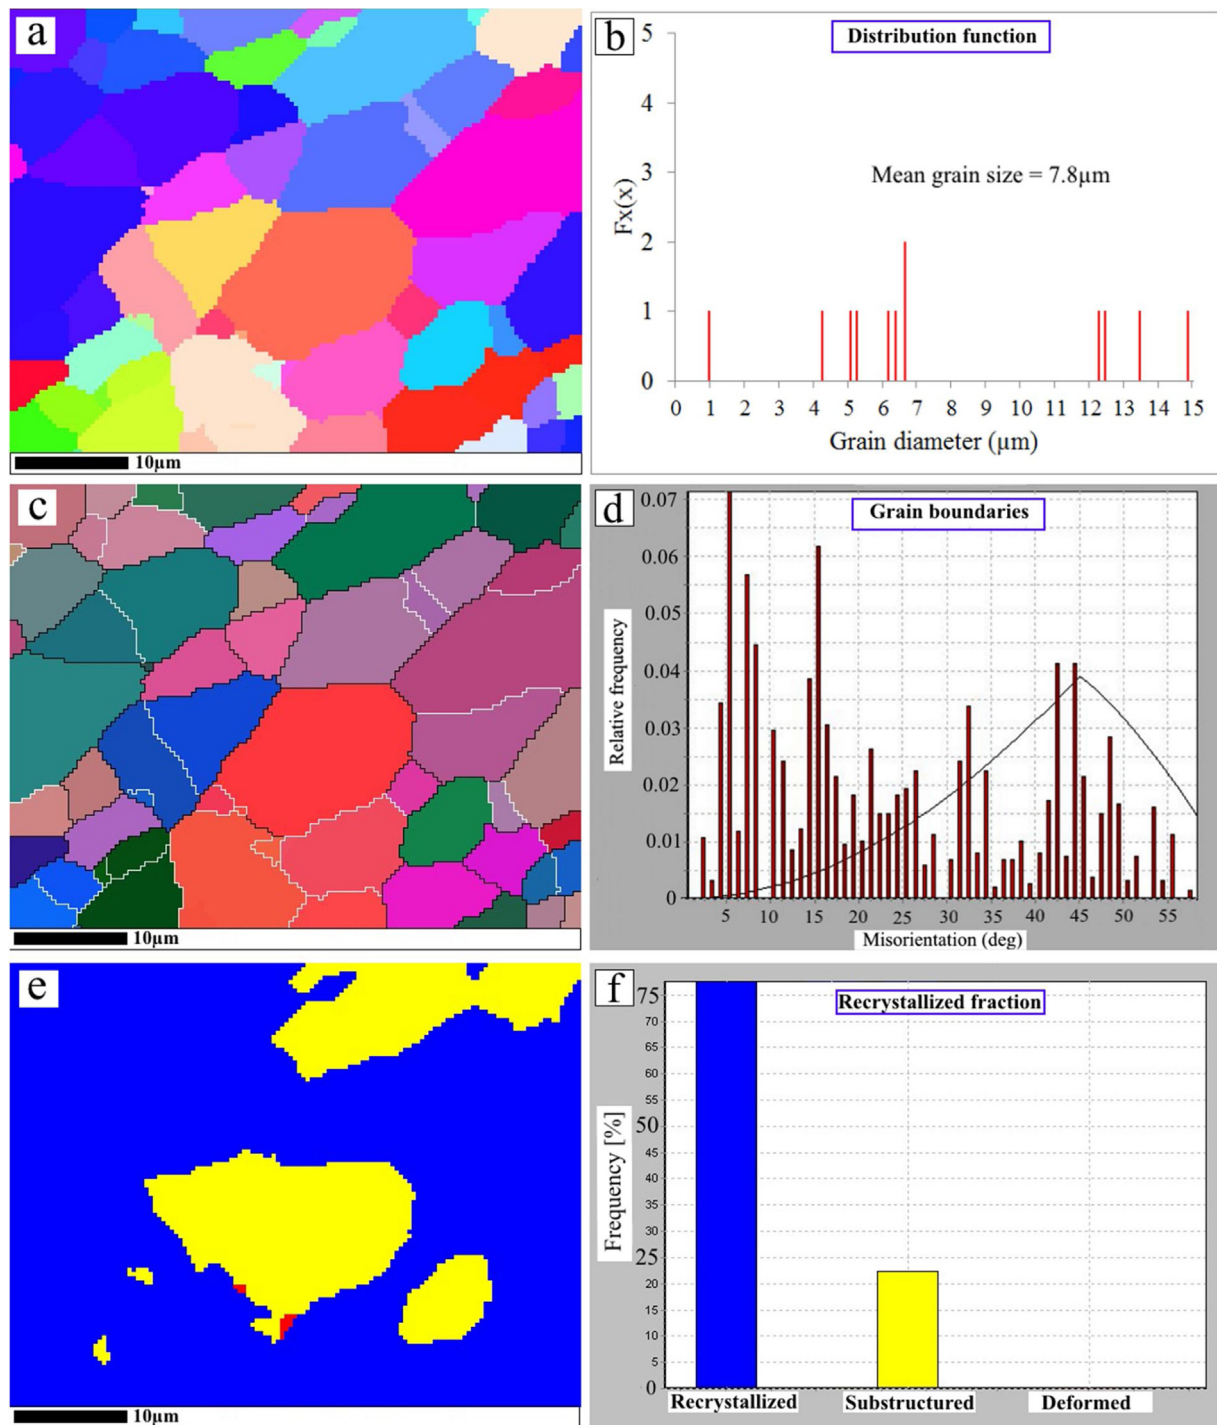 a
10µm
b
Distribution function
5
4
3
2
1
0
Fx(x)
Mean grain size = 7.8µm
0 1 2 3 4 5 6 7 8 9 10 11 12 13 14 15
Grain diameter (µm)
c
10µm
d
Grain boundaries
0.07
0.06
0.05
0.04
0.03
0.02
0.01
0
Relative frequency
5 10 15 20 25 30 35 40 45 50 55
Misorientation (deg)
e
10µm
f
Recrystallized fraction
75
70
65
60
55
50
45
40
35
30
25
20
15
10
5
0
Frequency [%]
Recrystallized Substructured Deformed